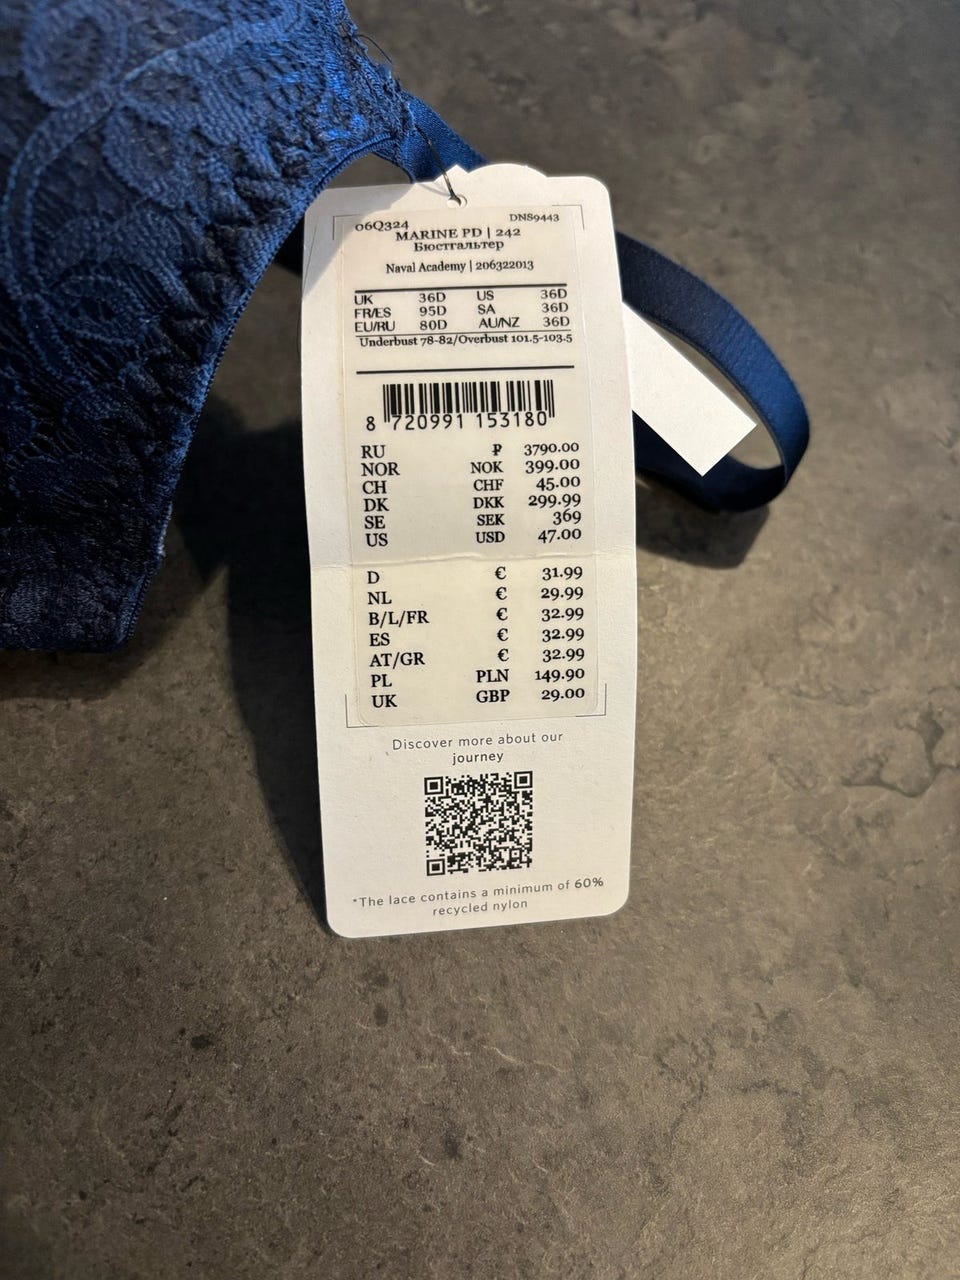 06Q324 DNS9443
MARINE PD | 242
Бюстгальтер
Naval Academy | 206322013
UK 36D US 36D
FR/ES 95D SA 36D
EU/RU 80D AU/NZ 36D
Underbust 78-82/Overbust 101.5-103.5
8 720991 153180
RU ₽ 3790.00
NOR NOK 399.00
CH CHF 45.00
DK DKK 299.99
SE SEK 369
US USD 47.00
D € 31.99
NL € 29.99
B/L/FR € 32.99
ES € 32.99
AT/GR € 32.99
PL PLN 149.90
UK GBP 29.00
Discover more about our
journey
*The lace contains a minimum of 60%
recycled nylon